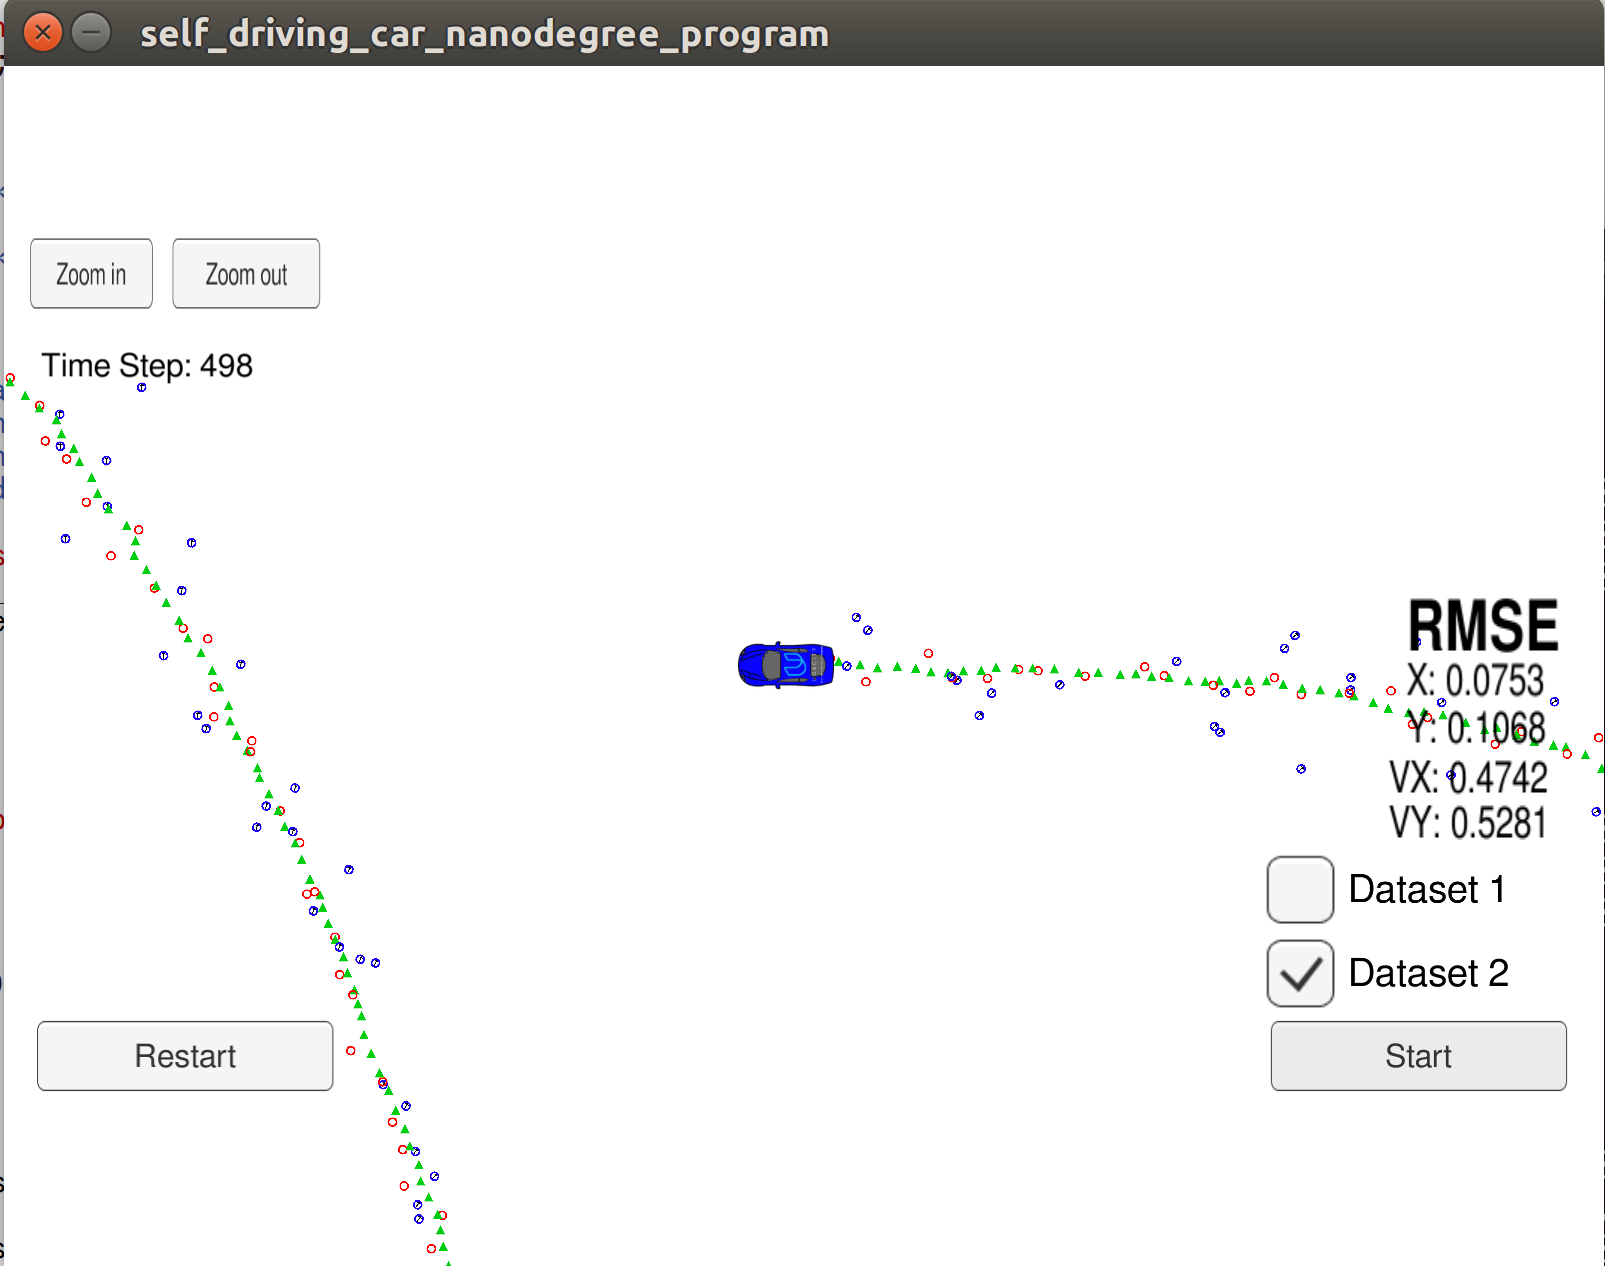 self_driving_car_nanodegree_program
Zoom in
Zoom out
Time Step: 498
RMSE
X: 0.0753
Y: 0.1068
VX: 0.4742
VY: 0.5281
Dataset 1
Dataset 2
Restart
Start